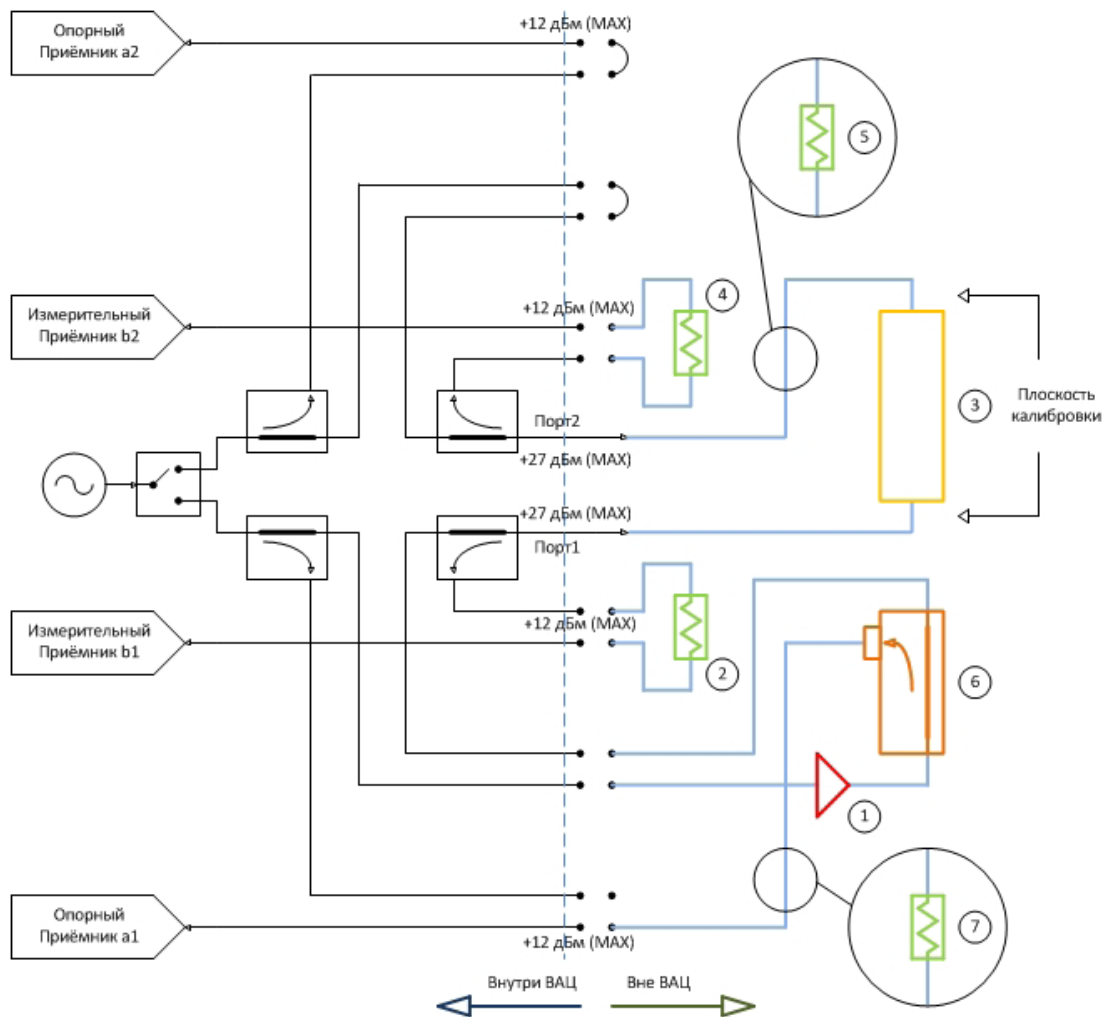 Опорный
Приёмник a2
+12 дБм (MAX)
5
Измерительный
Приёмник b2
+12 дБм (MAX)
4
Порт2
+27 дБм (MAX)
3
Плоскость
калибровки
+27 дБм (MAX)
Порт1
Измерительный
Приёмник b1
+12 дБм (MAX)
2
6
1
Опорный
Приёмник a1
+12 дБм (MAX)
7
Внутри ВАЦ
Вне ВАЦ